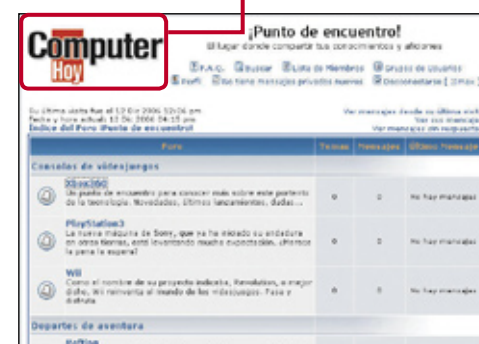 Computer
Hoy
¡Punto de encuentro!
El lugar donde compartir tus conocimientos y aficiones
F.A.Q. Buscar Lista de Miembros Grupos de Usuarios
Perfil No tiene mensajes privados nuevos Desconectarse
Su última visita fue el 12 Dic 2006
Fecha y hora actual: 12 Dic 2006 04:15 pm
Índice del Foro ¡Punto de encuentro!
Ver mensajes desde su última visita
Ver sus mensajes
Ver mensajes sin respuesta
Foro Temas Mensajes Último Mensaje
Consolas de videojuegos
Xbox360
Un punto de encuentro para conocer más sobre este portento
de la tecnología. Novedades, últimos lanzamientos, dudas...
0 0 No hay mensajes
PlayStation3
La nueva máquina de Sony, que ya ha iniciado su andadura
en otras tierras, está levantando mucha expectación. ¿Merece
la pena la espera?
0 0 No hay mensajes
Wii
Como el nombre de su proyecto indicaba, Revolution, o mejor
dicho, Wii reinventa el mundo de los videojuegos. Pasa y
disfruta
0 0 No hay mensajes
Deportes de aventura
Rafting